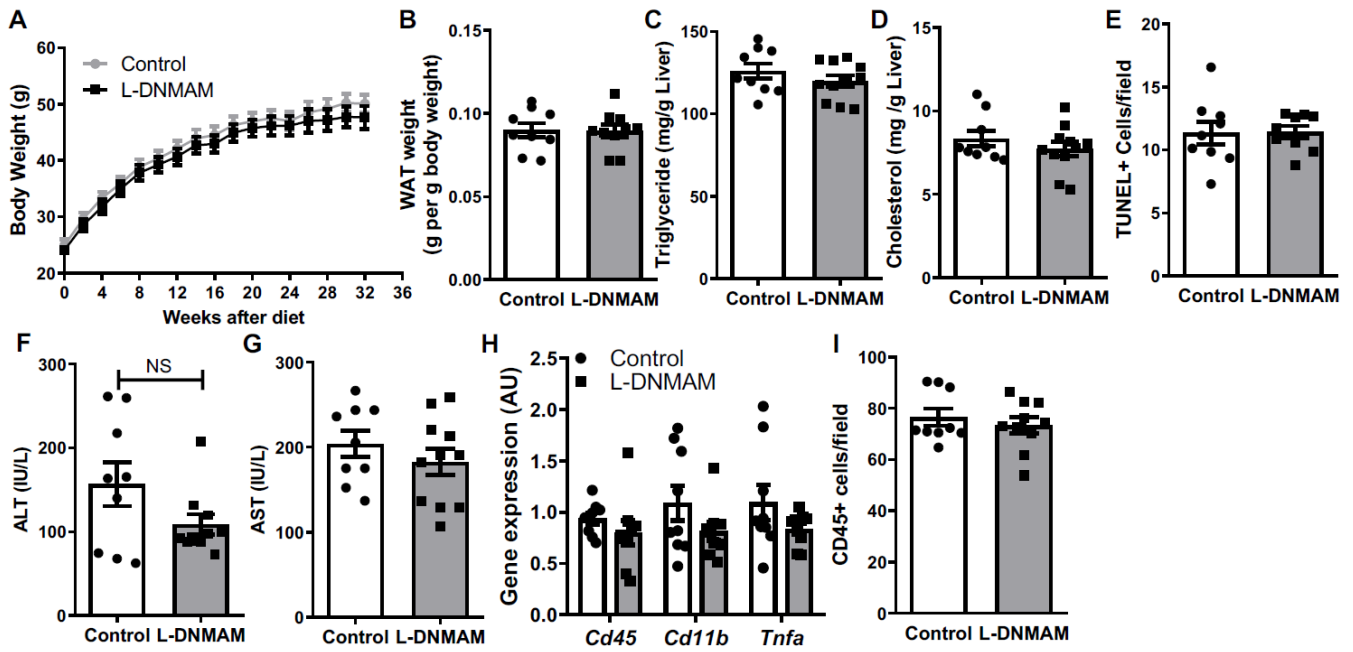 A
Body Weight (g)
60
50
40
30
20
Control
L-DNMAM
0 4 8 12 16 20 24 28 32 36
Weeks after diet
B
WAT weight
(g per g body weight)
0.15
0.10
0.05
0.00
Control L-DNMAM
C
Triglyceride (mg/g Liver)
150
100
50
0
Control L-DNMAM
D
Cholesterol (mg /g Liver)
15
10
5
0
Control L-DNMAM
E
TUNEL+ Cells/field
20
15
10
5
0
Control L-DNMAM
F
ALT (IU/L)
300
200
100
0
NS
Control L-DNMAM
G
AST (IU/L)
300
200
100
0
Control L-DNMAM
H
Gene expression (AU)
2.5
2.0
1.5
1.0
0.5
0.0
Control
L-DNMAM
Cd45 Cd11b Tnfa
I
CD45+ cells/field
100
80
60
40
20
0
Control L-DNMAM